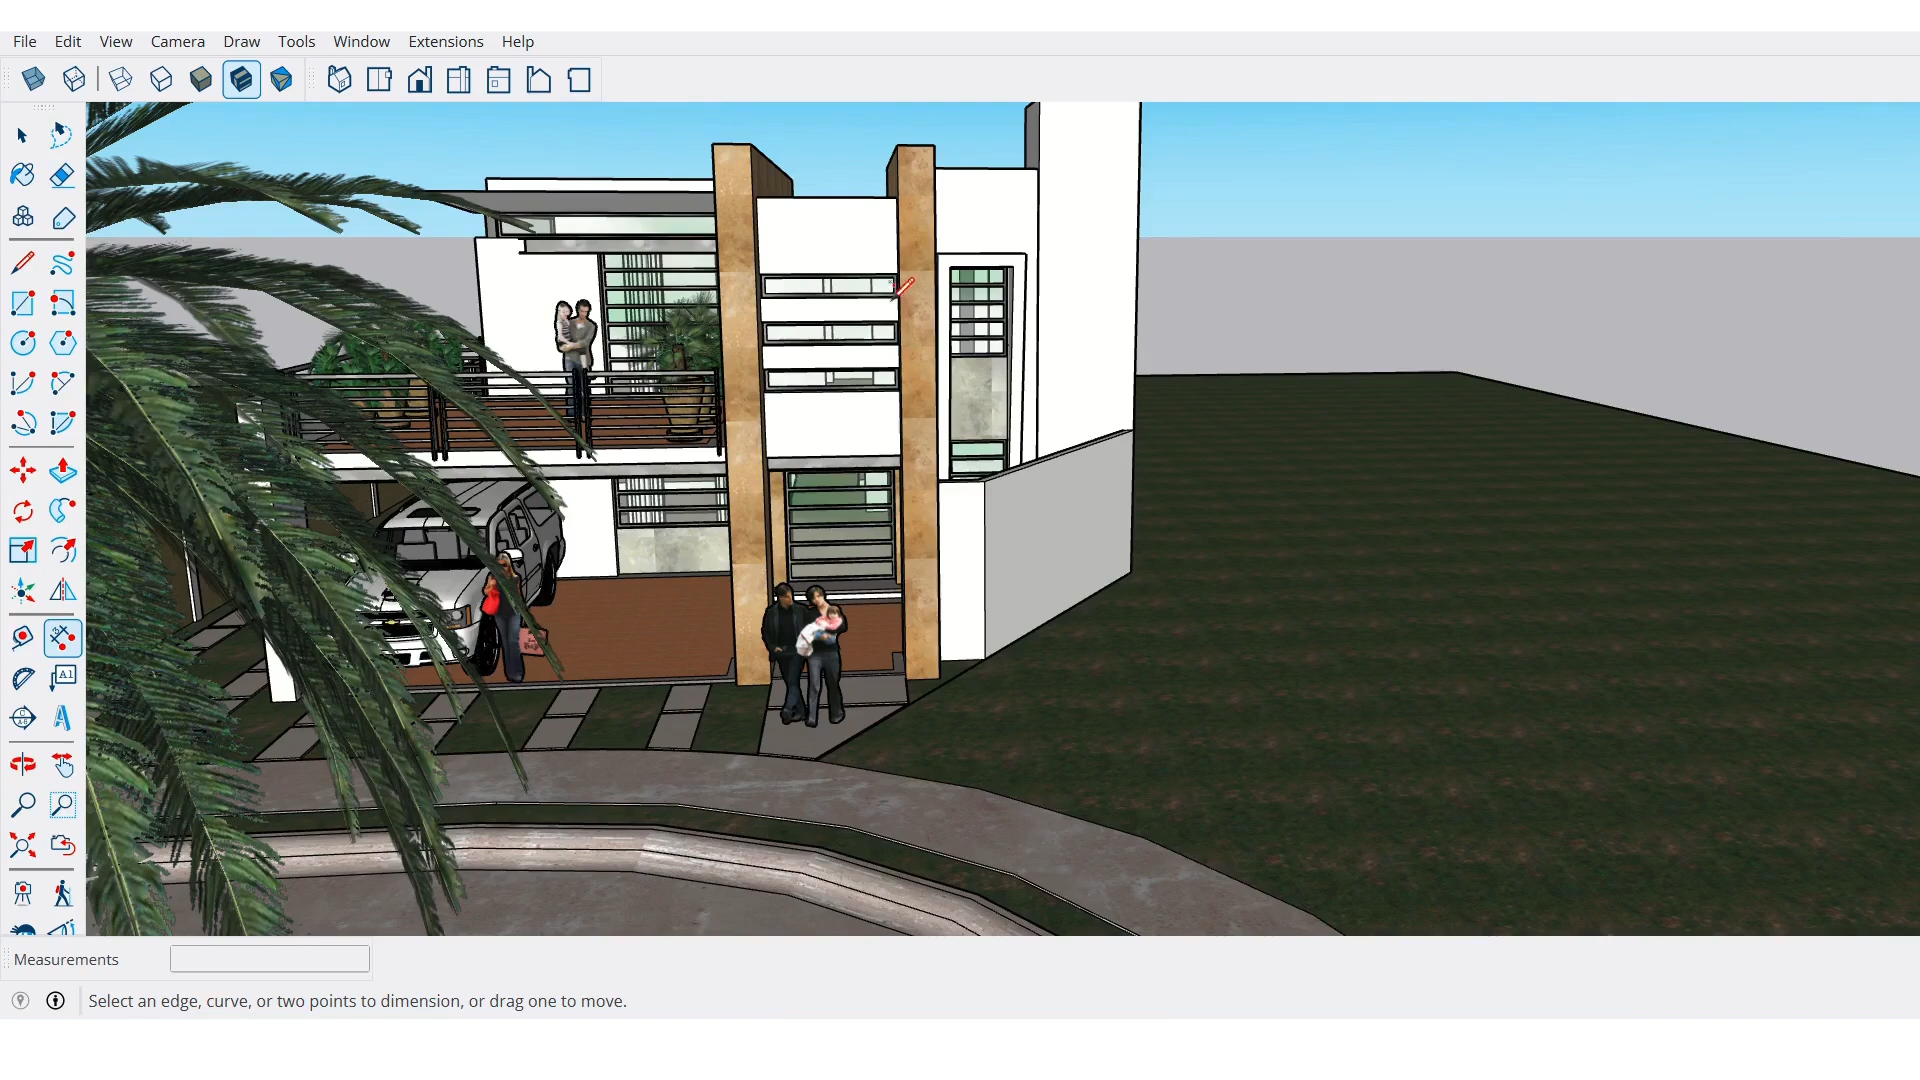 File Edit View Camera Draw Tools Window Extensions Help
A1
Measurements
Select an edge, curve, or two points to dimension, or drag one to move.